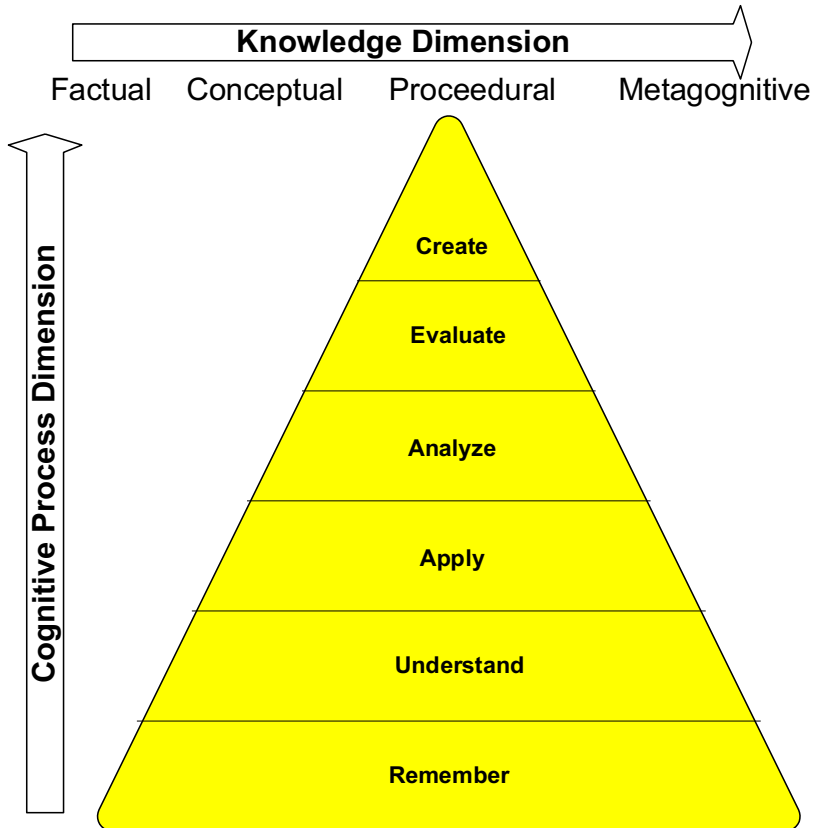 Knowledge Dimension
Factual Conceptual Proceedural Metagognitive
Cognitive Process Dimension
Create
Evaluate
Analyze
Apply
Understand
Remember